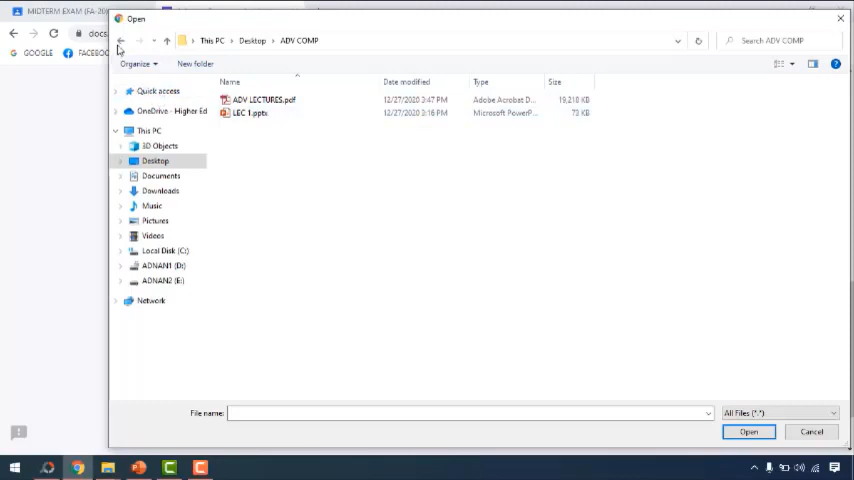 MIDTERM EXAM (FA-20)
Open
docs.
This PC > Desktop > ADV COMP
Search ADV COMP
GOOGLE FACEBOO
Organize New folder
Name Date modified Type Size
Quick access
ADV LECTURES.pdf 12/27/2020 3:47 PM Adobe Acrobat D... 19,218 KB
OneDrive - Higher Ed
LEC 1.pptx 12/27/2020 3:16 PM Microsoft PowerP... 73 KB
This PC
3D Objects
Desktop
Documents
Downloads
Music
Pictures
Videos
Local Disk (C:)
ADNAN1 (D:)
ADNAN2 (E:)
Network
File name: All Files (*.*)
Open Cancel